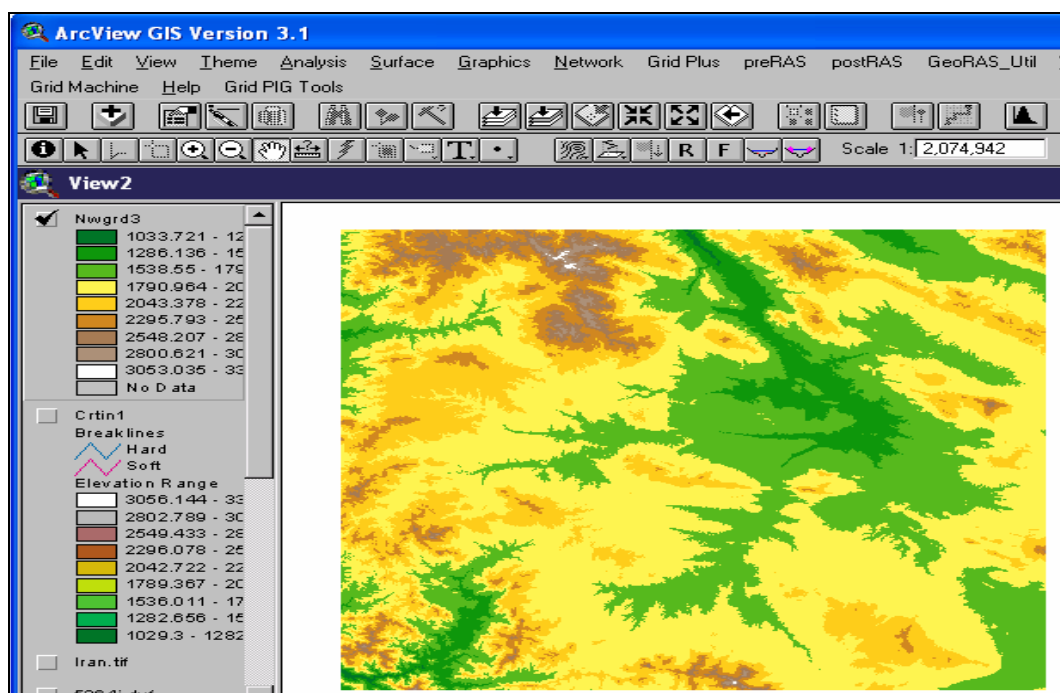 ArcView GIS Version 3.1
File Edit View Theme Analysis Surface Graphics Network Grid Plus preRAS postRAS GeoRAS_Util
Grid Machine Help Grid PIG Tools
T. R F Scale 1: 2,074,942
View2
Nwgrd3
1033.721 - 12
1286.136 - 15
1538.55 - 179
1790.964 - 20
2043.378 - 22
2295.793 - 25
2548.207 - 28
2800.621 - 30
3053.035 - 33
No Data
Crtin1
Breaklines
Hard
Soft
Elevation Range
3056.144 - 33
2802.789 - 30
2549.433 - 28
2296.078 - 25
2042.722 - 22
1789.367 - 20
1536.011 - 17
1282.656 - 15
1029.3 - 1282
Iran.tif